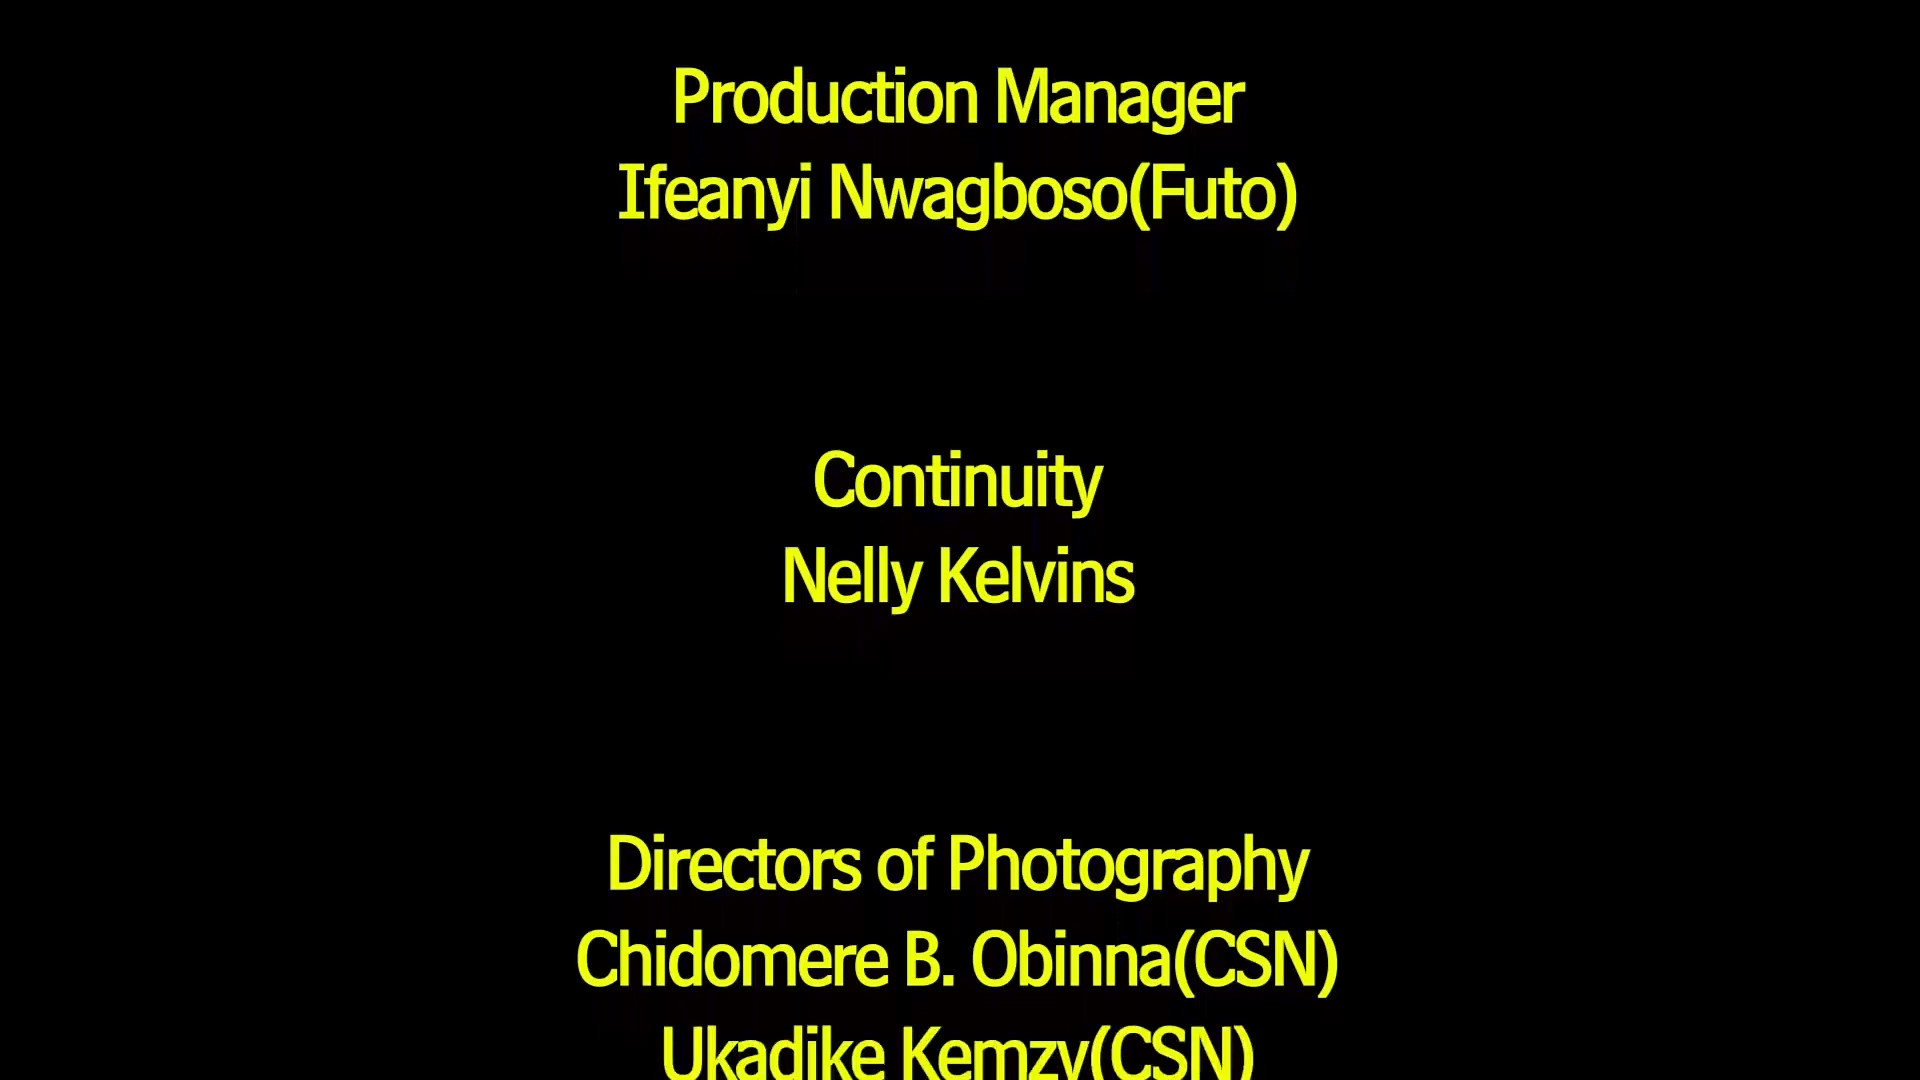 Production Manager
Ifeanyi Nwagboso(Futo)
Continuity
Nelly Kelvins
Directors of Photography
Chidomere B. Obinna(CSN)
Ukadike Kemzy(CSN)